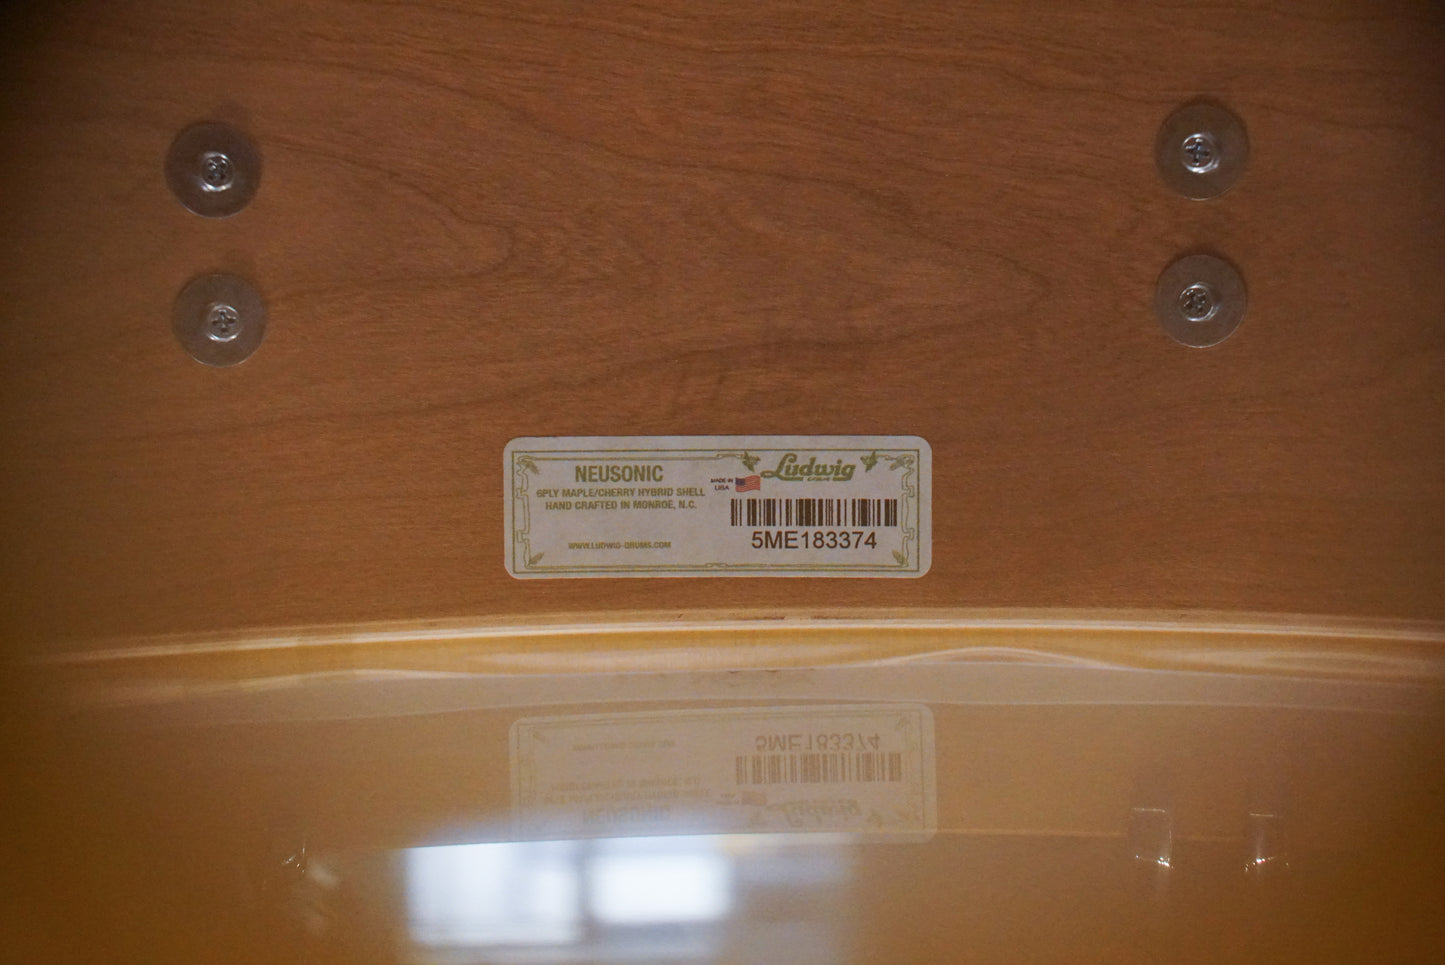 NEUSONIC
6PLY MAPLE/CHERRY HYBRID SHELL
HAND CRAFTED IN MONROE, N.C.
WWW.LUDWIG-DRUMS.COM
MADE IN
USA
Ludwig
5ME183374